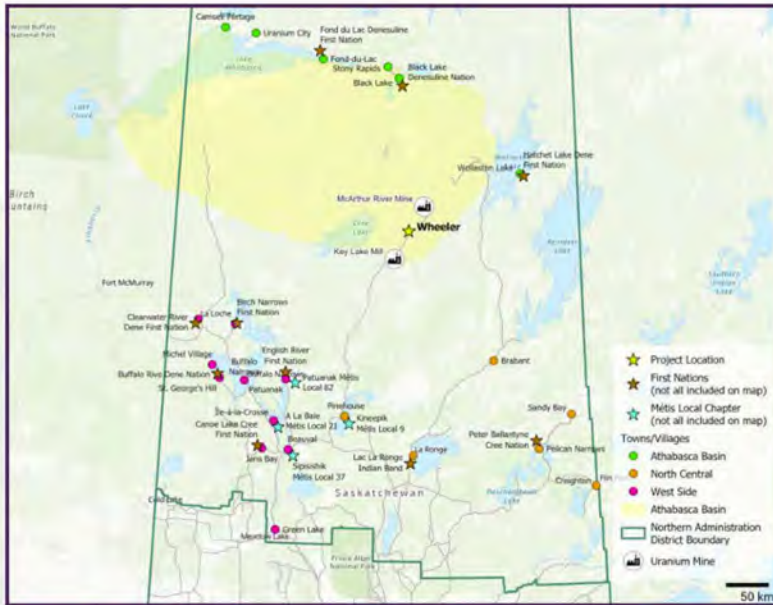 Camsell Portage
Uranium City
Fond du Lac Denesuline
First Nation
Fond-du-Lac
Stony Rapids
Black Lake
Denesuline Nation
Black Lake
Hatchet Lake Dene
First Nation
Wollaston Lake
McArthur River Mine
Wheeler
Key Lake Mill
Birch
Fort McMurray
Clearwater River
Dene First Nation
La Loche
Birch Narrows
First Nation
Michel Village
Buffalo
Narrows
Buffalo Rive Dene Nation
St. George's Hill
English River
First Nation
Patuanak Métis
Local 82
Patuanak
Île-à-la-Crosse
A La Baie
Métis Local 21
Canoe Lake Cree
First Nation
Jans Bay
Beauval
Sipisishik
Métis Local 37
Pinehouse
Kineepik
Métis Local 9
Brabant
Sandy Bay
Peter Ballantyne
Cree Nation
Pelican Narrows
Creighton
La Ronge
Lac La Ronge
Indian Band
Saskatchewan
Cold Lake
Green Lake
Meadow Lake
Prince Albert
National Park
Project Location
First Nations
(not all included on map)
Métis Local Chapter
(not all included on map)
Towns/Villages
Athabasca Basin
North Central
West Side
Athabasca Basin
Northern Administration
District Boundary
Uranium Mine
50 km